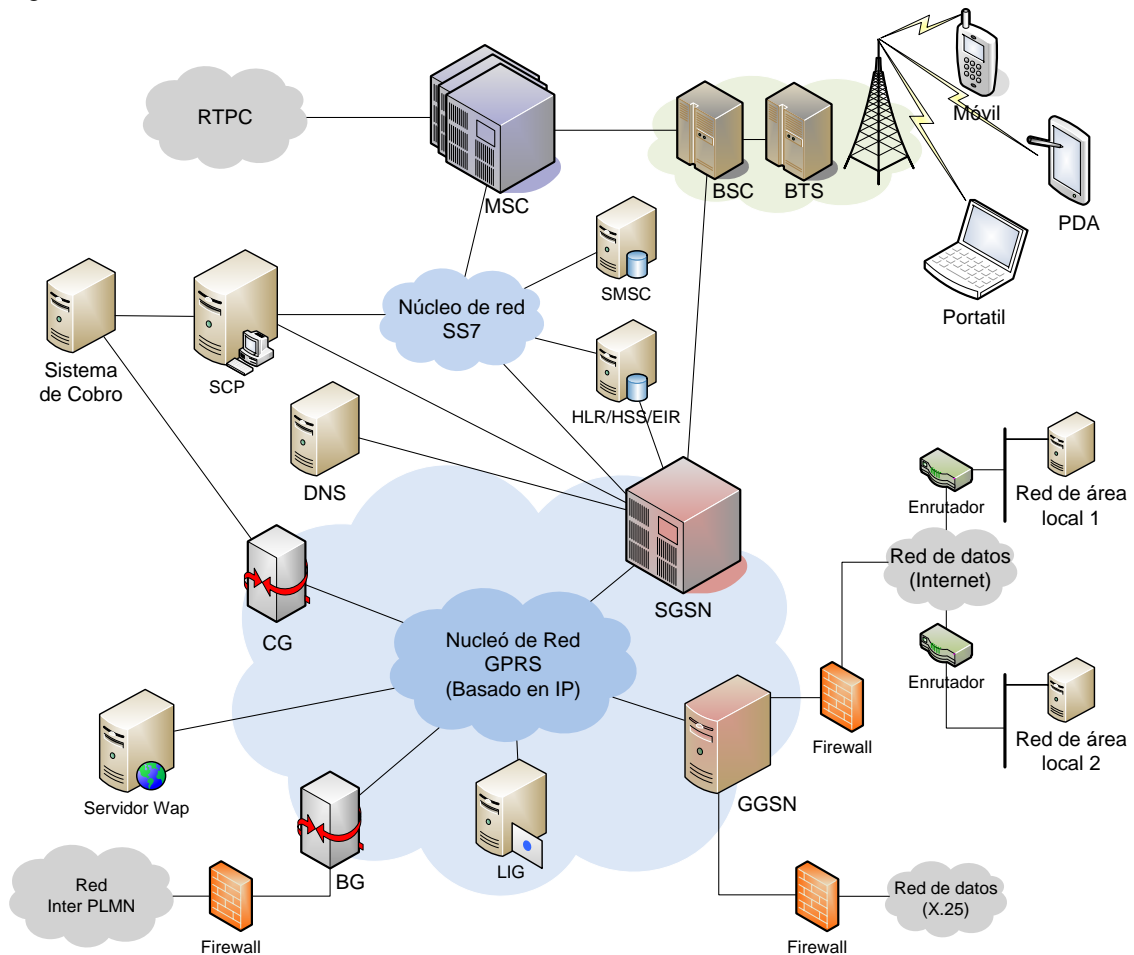 RTPC
MSC
BSC
BTS
Móvil
PDA
Portatil
SMSC
Núcleo de red
SS7
HLR/HSS/EIR
Sistema
de Cobro
SCP
DNS
Enrutador
Red de área
local 1
Red de datos
(Internet)
SGSN
CG
Nucleó de Red
GPRS
(Basado en IP)
Enrutador
Red de área
local 2
Firewall
GGSN
Servidor Wap
BG
LIG
Red
Inter PLMN
Firewall
Red de datos
(X.25)
Firewall